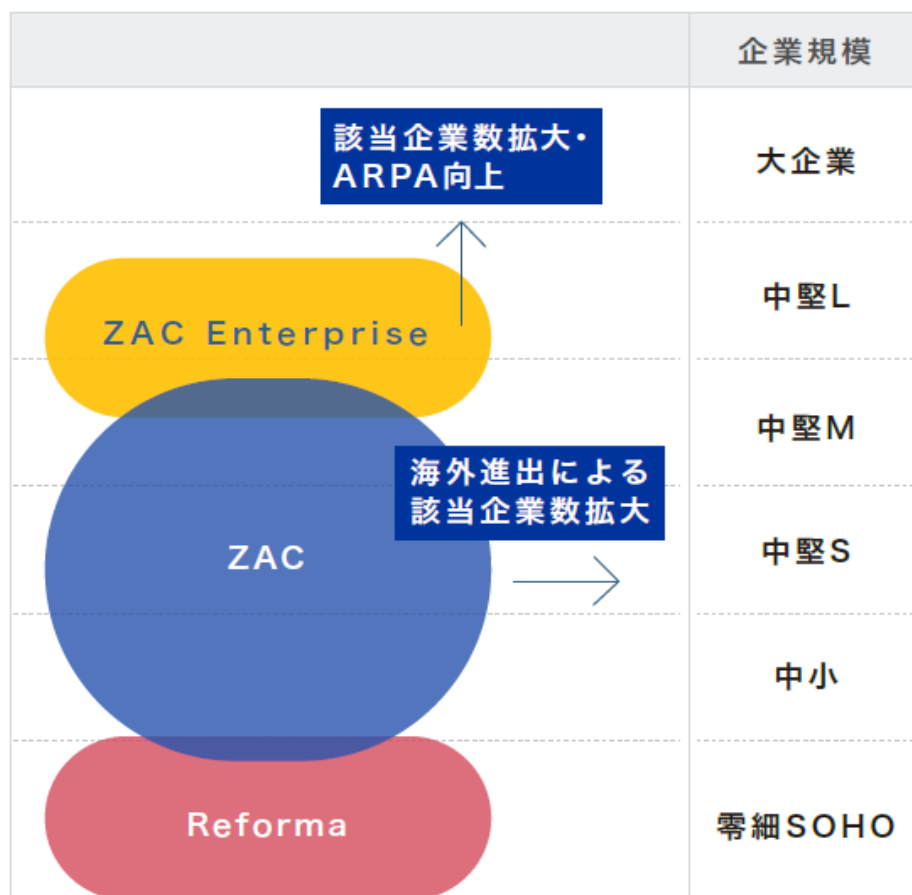 企業規模
該当企業数拡大・
ARPA向上
大企業
ZAC Enterprise
中堅L
中堅M
海外進出による
該当企業数拡大
ZAC
中堅S
中小
Reforma
零細SOHO